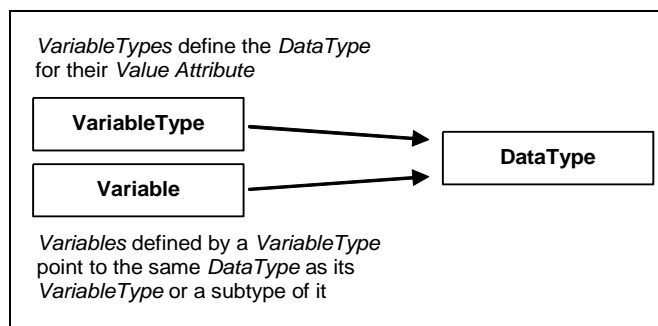 VariableTypes define the DataType
for their Value Attribute
VariableType
DataType
Variable
Variables defined by a VariableType
point to the same DataType as its
VariableType or a subtype of it